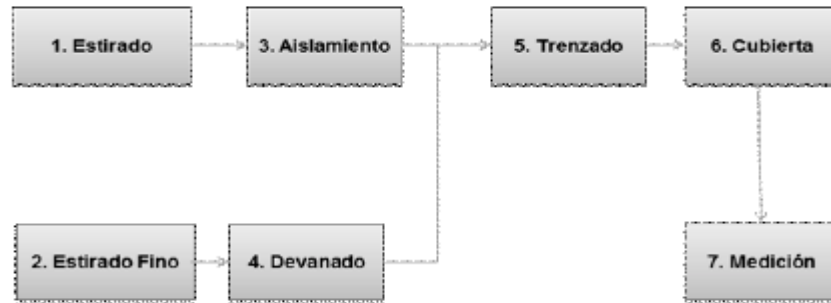 1. Estirado
3. Aislamiento
5. Trenzado
6. Cubierta
2. Estirado Fino
4. Devanado
7. Medición